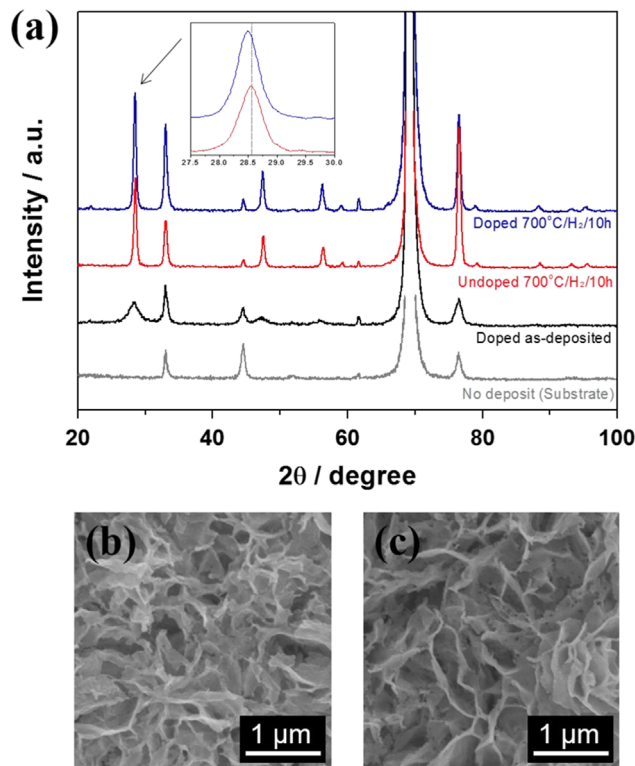 (a)
Intensity / a.u.
27.5 28.0 28.5 29.0 29.5 30.0
Doped 700°C/H₂/10h
Undoped 700°C/H₂/10h
Doped as-deposited
No deposit (Substrate)
20 40 60 80 100
2θ / degree
(b) (c)
1 µm 1 µm